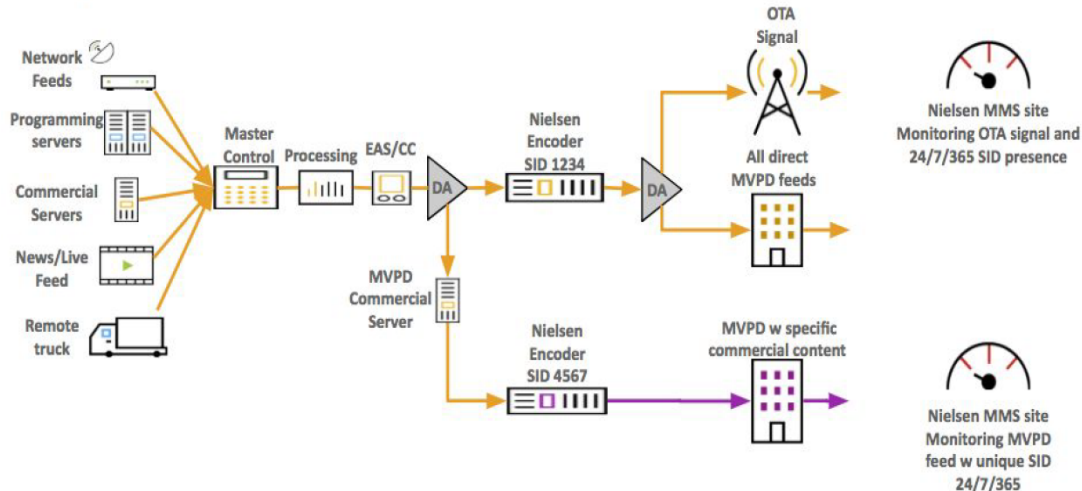 Network
Feeds
Programming
servers
Commercial
Servers
News/Live
Feed
Remote
truck
Master
Control
Processing
EAS/CC
DA
MVPD
Commercial
Server
Nielsen
Encoder
SID 1234
Nielsen
Encoder
SID 4567
DA
OTA
Signal
All direct
MVPD feeds
MVPD w specific
commercial content
Nielsen MMS site
Monitoring OTA signal and
24/7/365 SID presence
Nielsen MMS site
Monitoring MVPD
feed w unique SID
24/7/365